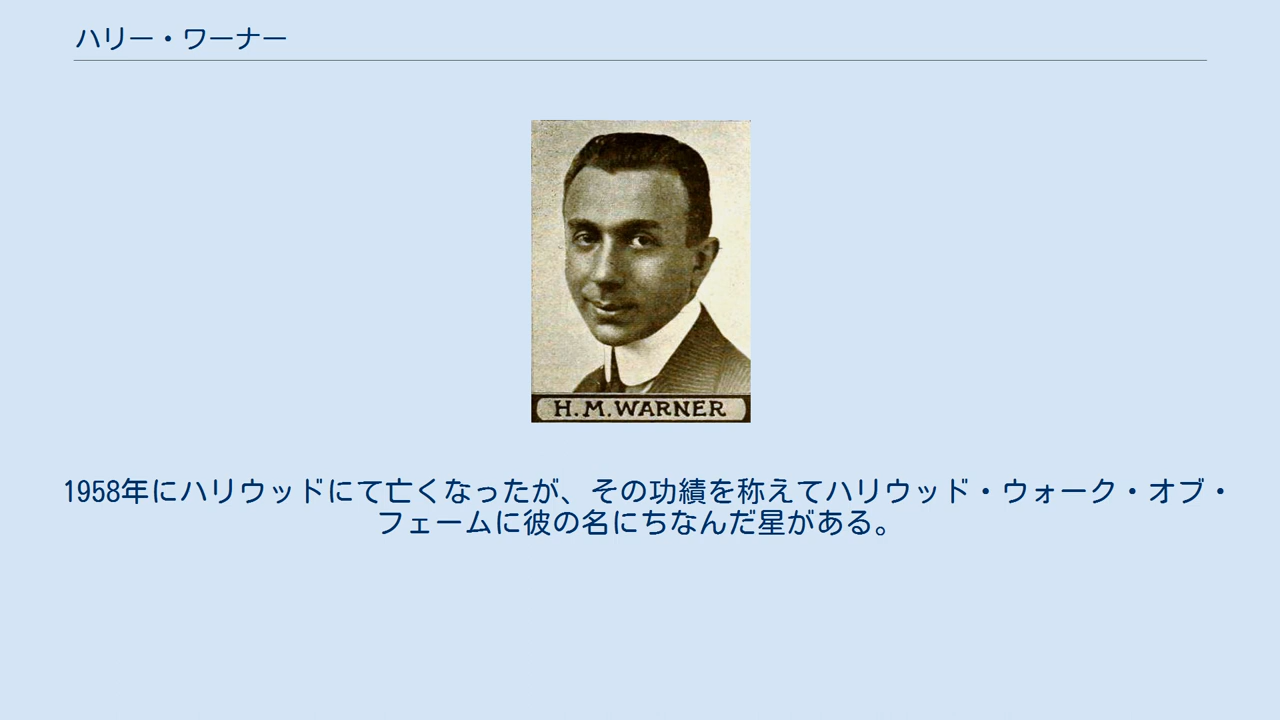 ハリー・ワーナー
H.M.WARNER
1958年にハリウッドにて亡くなったが、その功績を称えてハリウッド・ウォーク・オブ・
フェームに彼の名にちなんだ星がある。